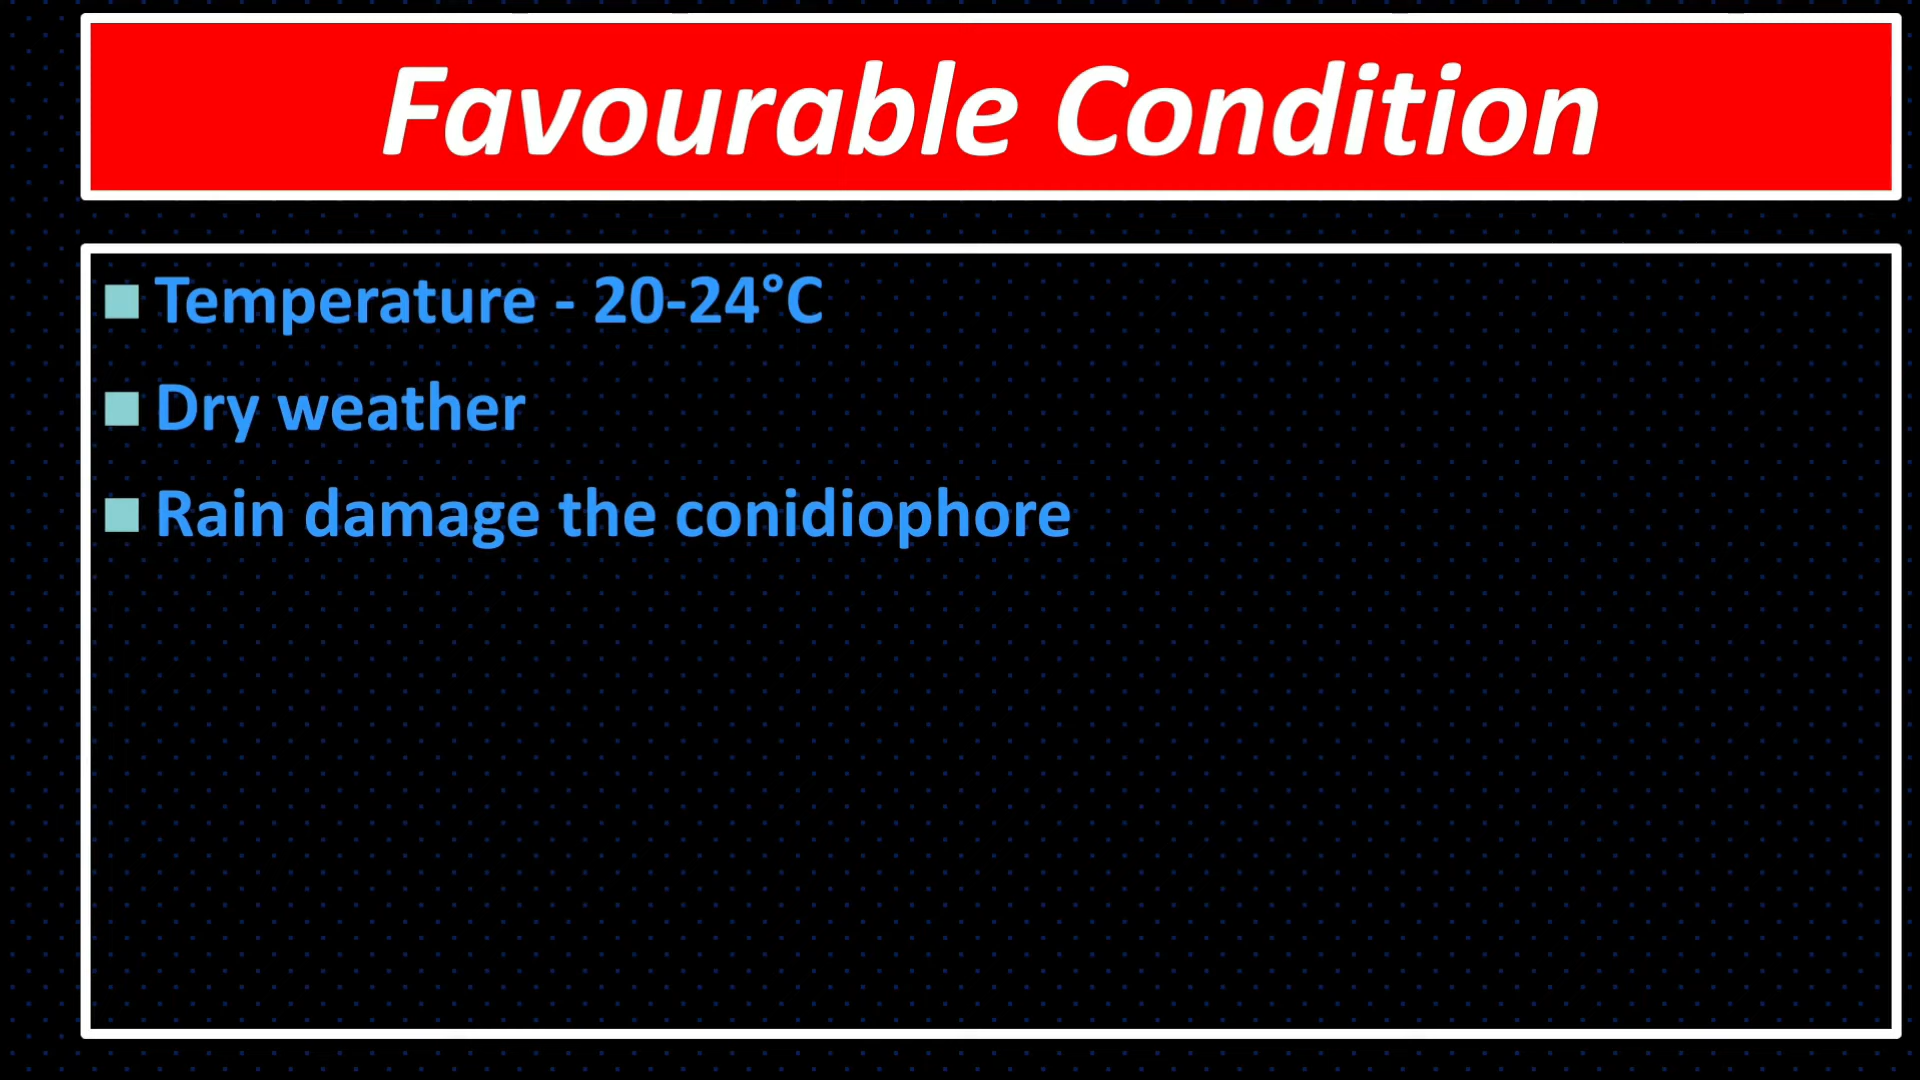 Favourable Condition
Temperature - 20-24°C
Dry weather
Rain damage the conidiophore